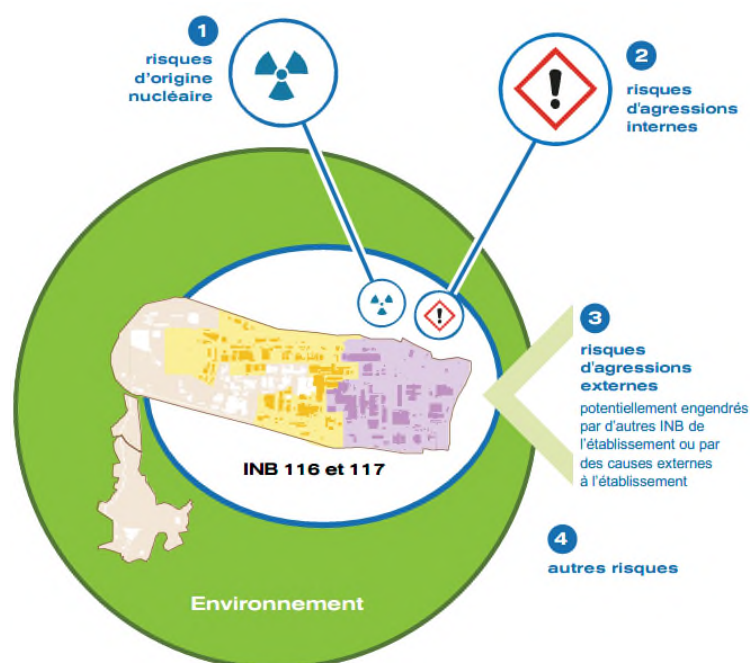 1
risques
d'origine
nucléaire
2
risques
d'agressions
internes
3
risques
d'agressions
externes
potentiellement engendrés
par d'autres INB de
l'établissement ou par
des causes externes
à l'établissement
INB 116 et 117
4
autres risques
Environnement